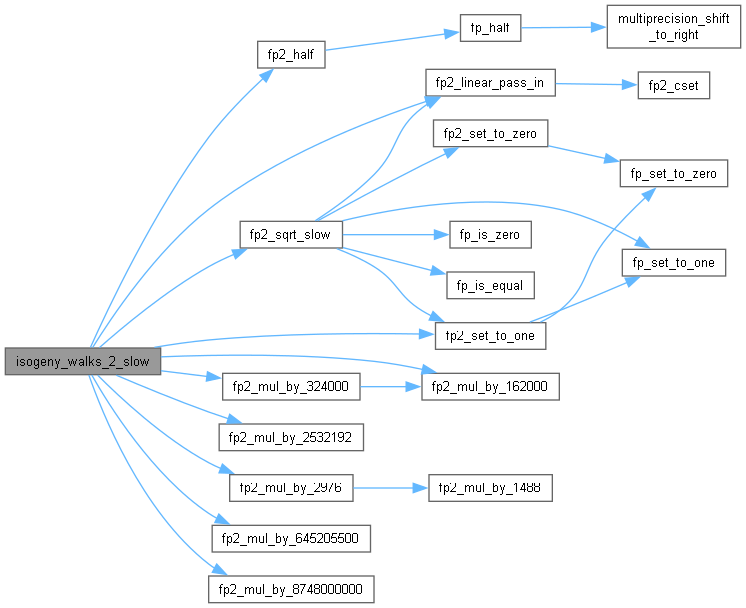 multiprecision_shift
_to_right
fp_half
fp2_half
fp2_linear_pass_in
fp2_cset
fp2_set_to_zero
fp_set_to_zero
fp2_sqrt_slow
fp_is_zero
fp_set_to_one
fp_is_equal
fp2_set_to_one
isogeny_walks_2_slow
fp2_mul_by_324000
fp2_mul_by_162000
fp2_mul_by_2532192
fp2_mul_by_2976
fp2_mul_by_1488
fp2_mul_by_645205500
fp2_mul_by_8748000000